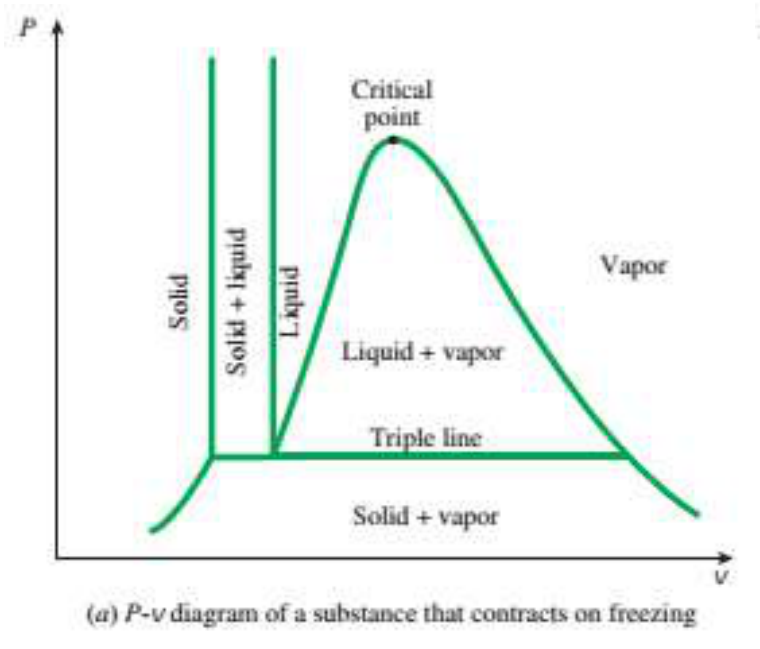 P
Critical
point
Solid
Solid + liquid
Liquid
Vapor
Liquid + vapor
Triple line
Solid + vapor
v
(a) P-v diagram of a substance that contracts on freezing